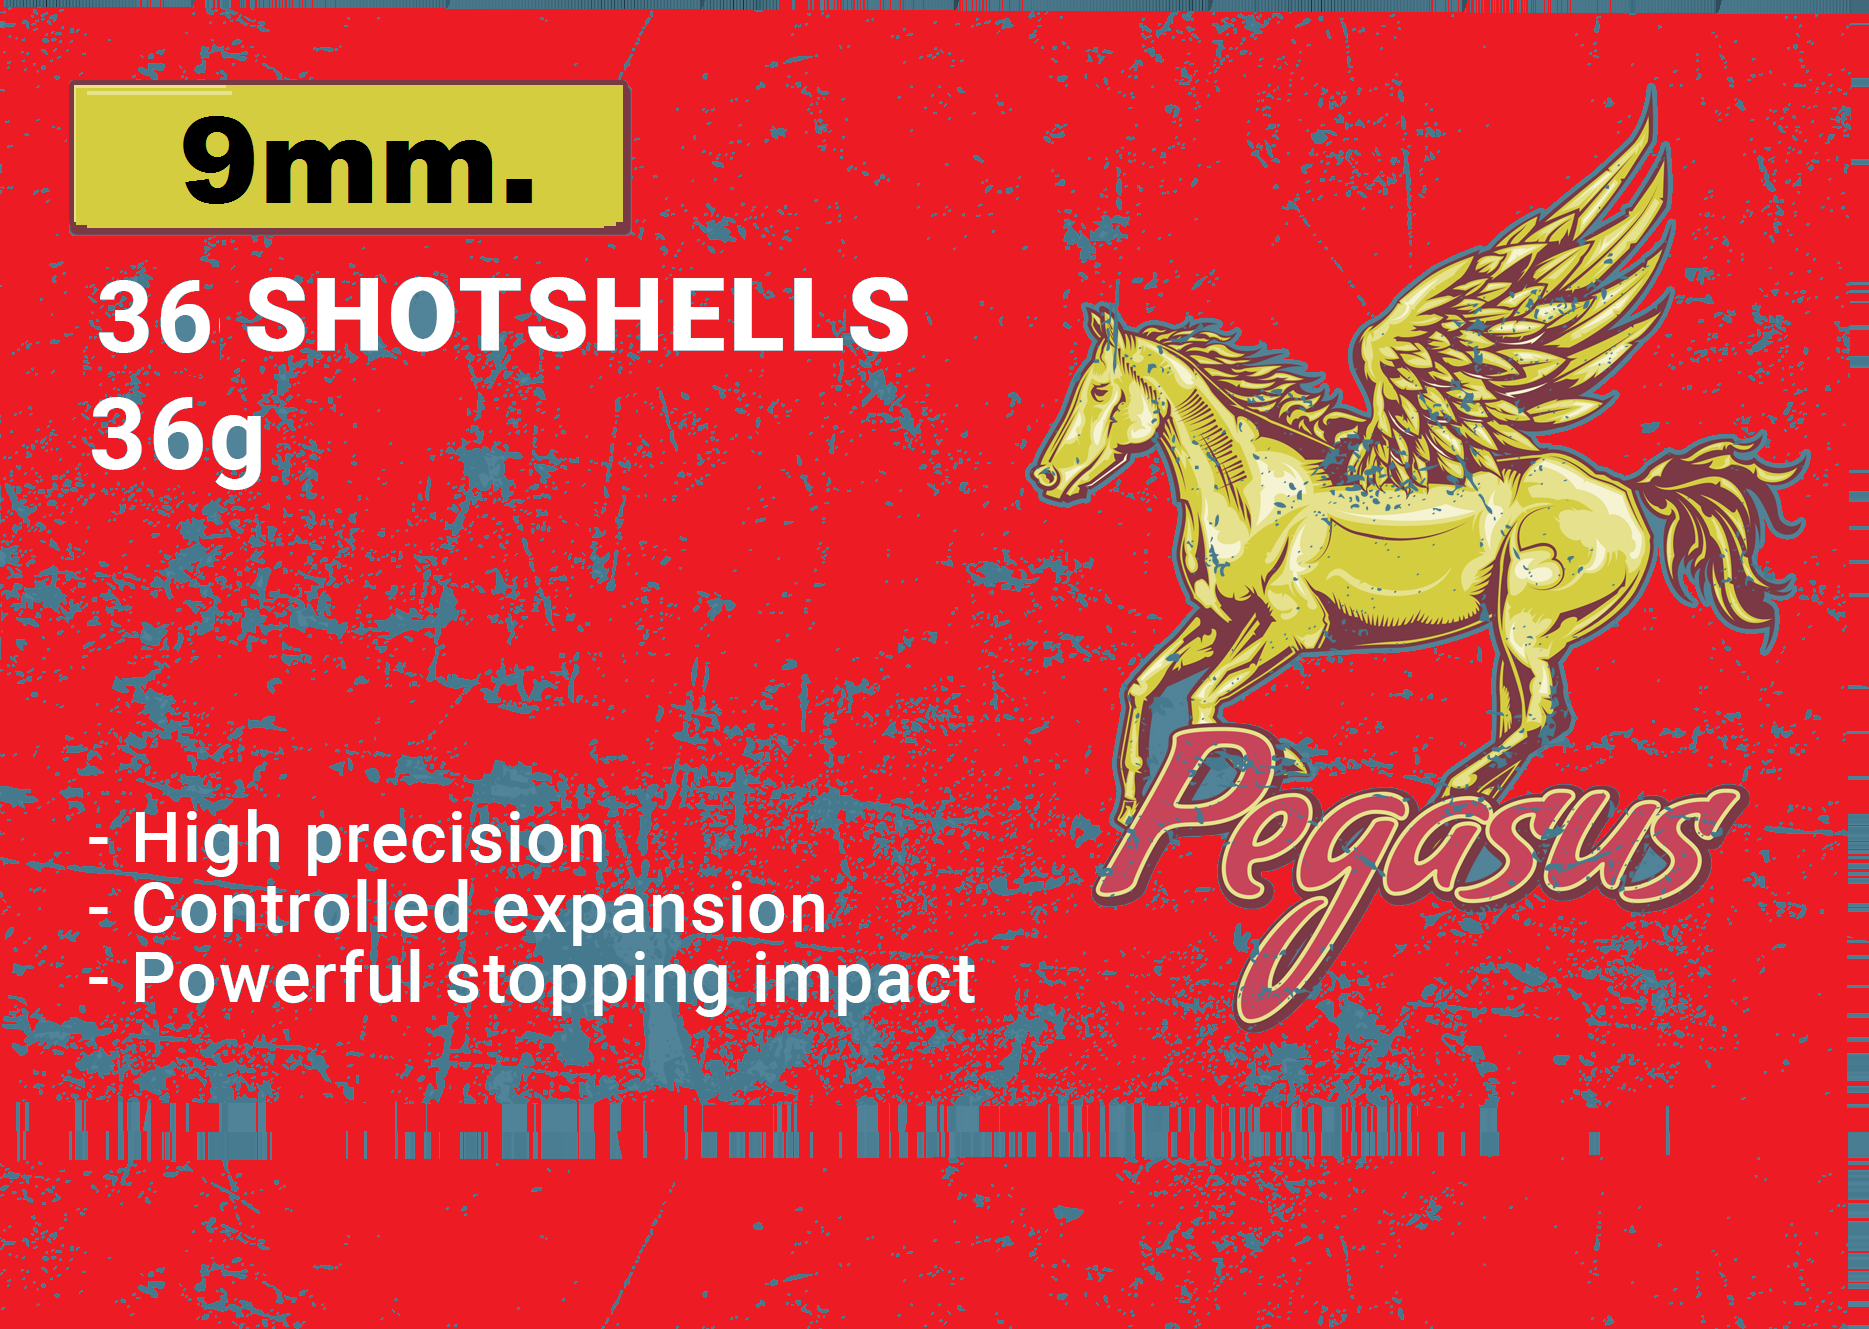 9mm.
36 SHOTSHELLS
36g
- High precision
- Controlled expansion
- Powerful stopping impact
Pegasus